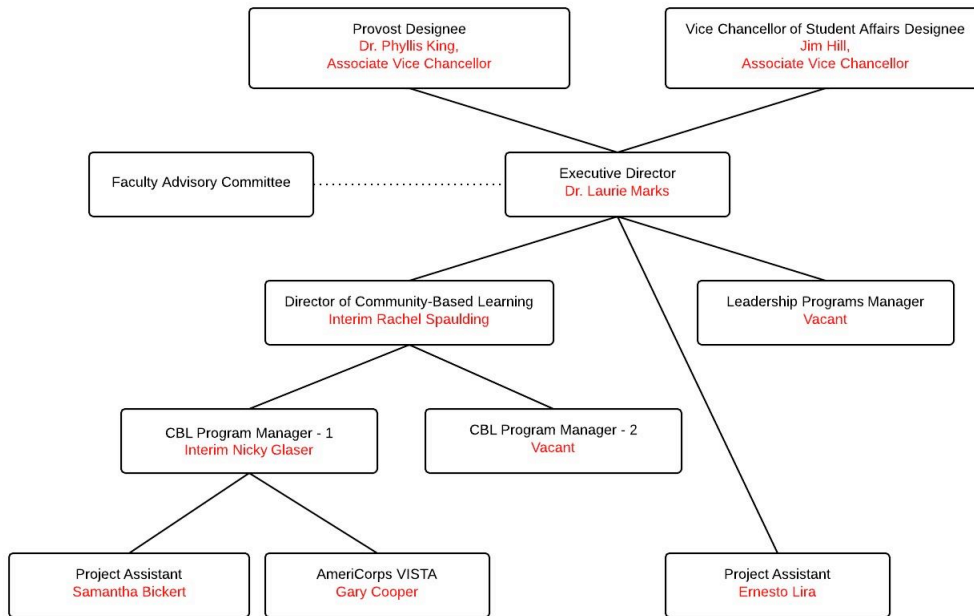 Provost Designee
Dr. Phyllis King,
Associate Vice Chancellor
Vice Chancellor of Student Affairs Designee
Jim Hill,
Associate Vice Chancellor
Faculty Advisory Committee
Executive Director
Dr. Laurie Marks
Director of Community-Based Learning
Interim Rachel Spaulding
Leadership Programs Manager
Vacant
CBL Program Manager - 1
Interim Nicky Glaser
CBL Program Manager - 2
Vacant
Project Assistant
Samantha Bickert
AmeriCorps VISTA
Gary Cooper
Project Assistant
Ernesto Lira